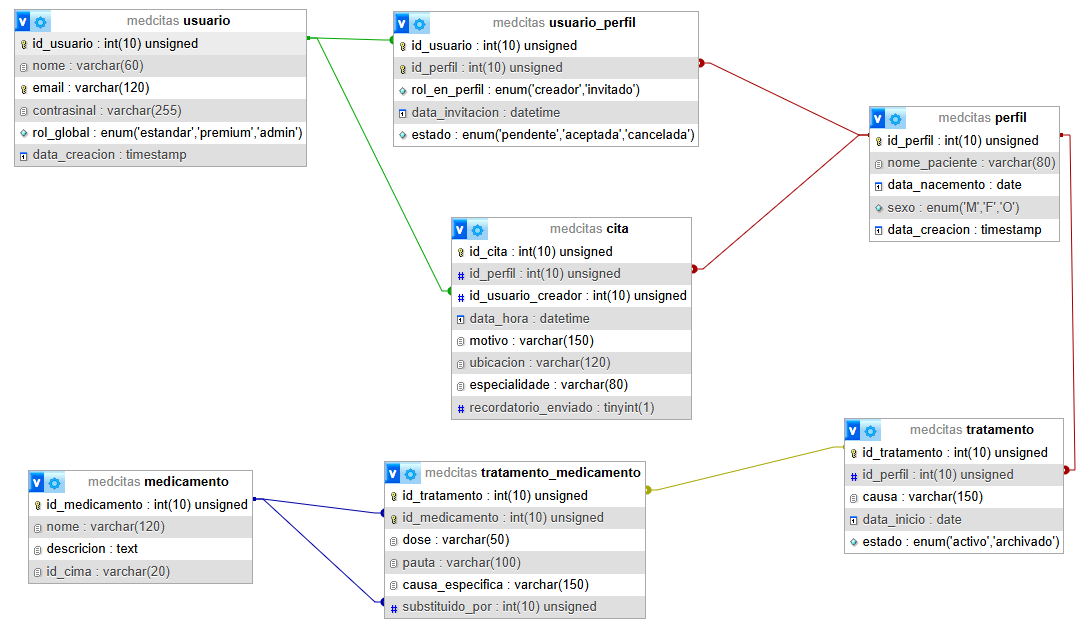 medcitas usuario
id_usuario : int(10) unsigned
nome : varchar(60)
email : varchar(120)
contrasinal : varchar(255)
rol_global : enum('estandar','premium','admin')
data_creacion : timestamp
medcitas usuario_perfil
id_usuario : int(10) unsigned
id_perfil : int(10) unsigned
rol_en_perfil : enum('creador','invitado')
data_invitacion : datetime
estado : enum('pendente','aceptada','cancelada')
medcitas perfil
id_perfil : int(10) unsigned
nome_paciente : varchar(80)
data_nacemento : date
sexo : enum('M','F','O')
data_creacion : timestamp
medcitas cita
id_cita : int(10) unsigned
id_perfil : int(10) unsigned
id_usuario_creador : int(10) unsigned
data_hora : datetime
motivo : varchar(150)
ubicacion : varchar(120)
especialidade : varchar(80)
recordatorio_enviado : tinyint(1)
medcitas medicamento
id_medicamento : int(10) unsigned
nome : varchar(120)
descricion : text
id_cima : varchar(20)
medcitas tratamento_medicamento
id_tratamento : int(10) unsigned
id_medicamento : int(10) unsigned
dose : varchar(50)
pauta : varchar(100)
causa_especifica : varchar(150)
substituido_por : int(10) unsigned
medcitas tratamento
id_tratamento : int(10) unsigned
id_perfil : int(10) unsigned
causa : varchar(150)
data_inicio : date
estado : enum('activo','archivado')